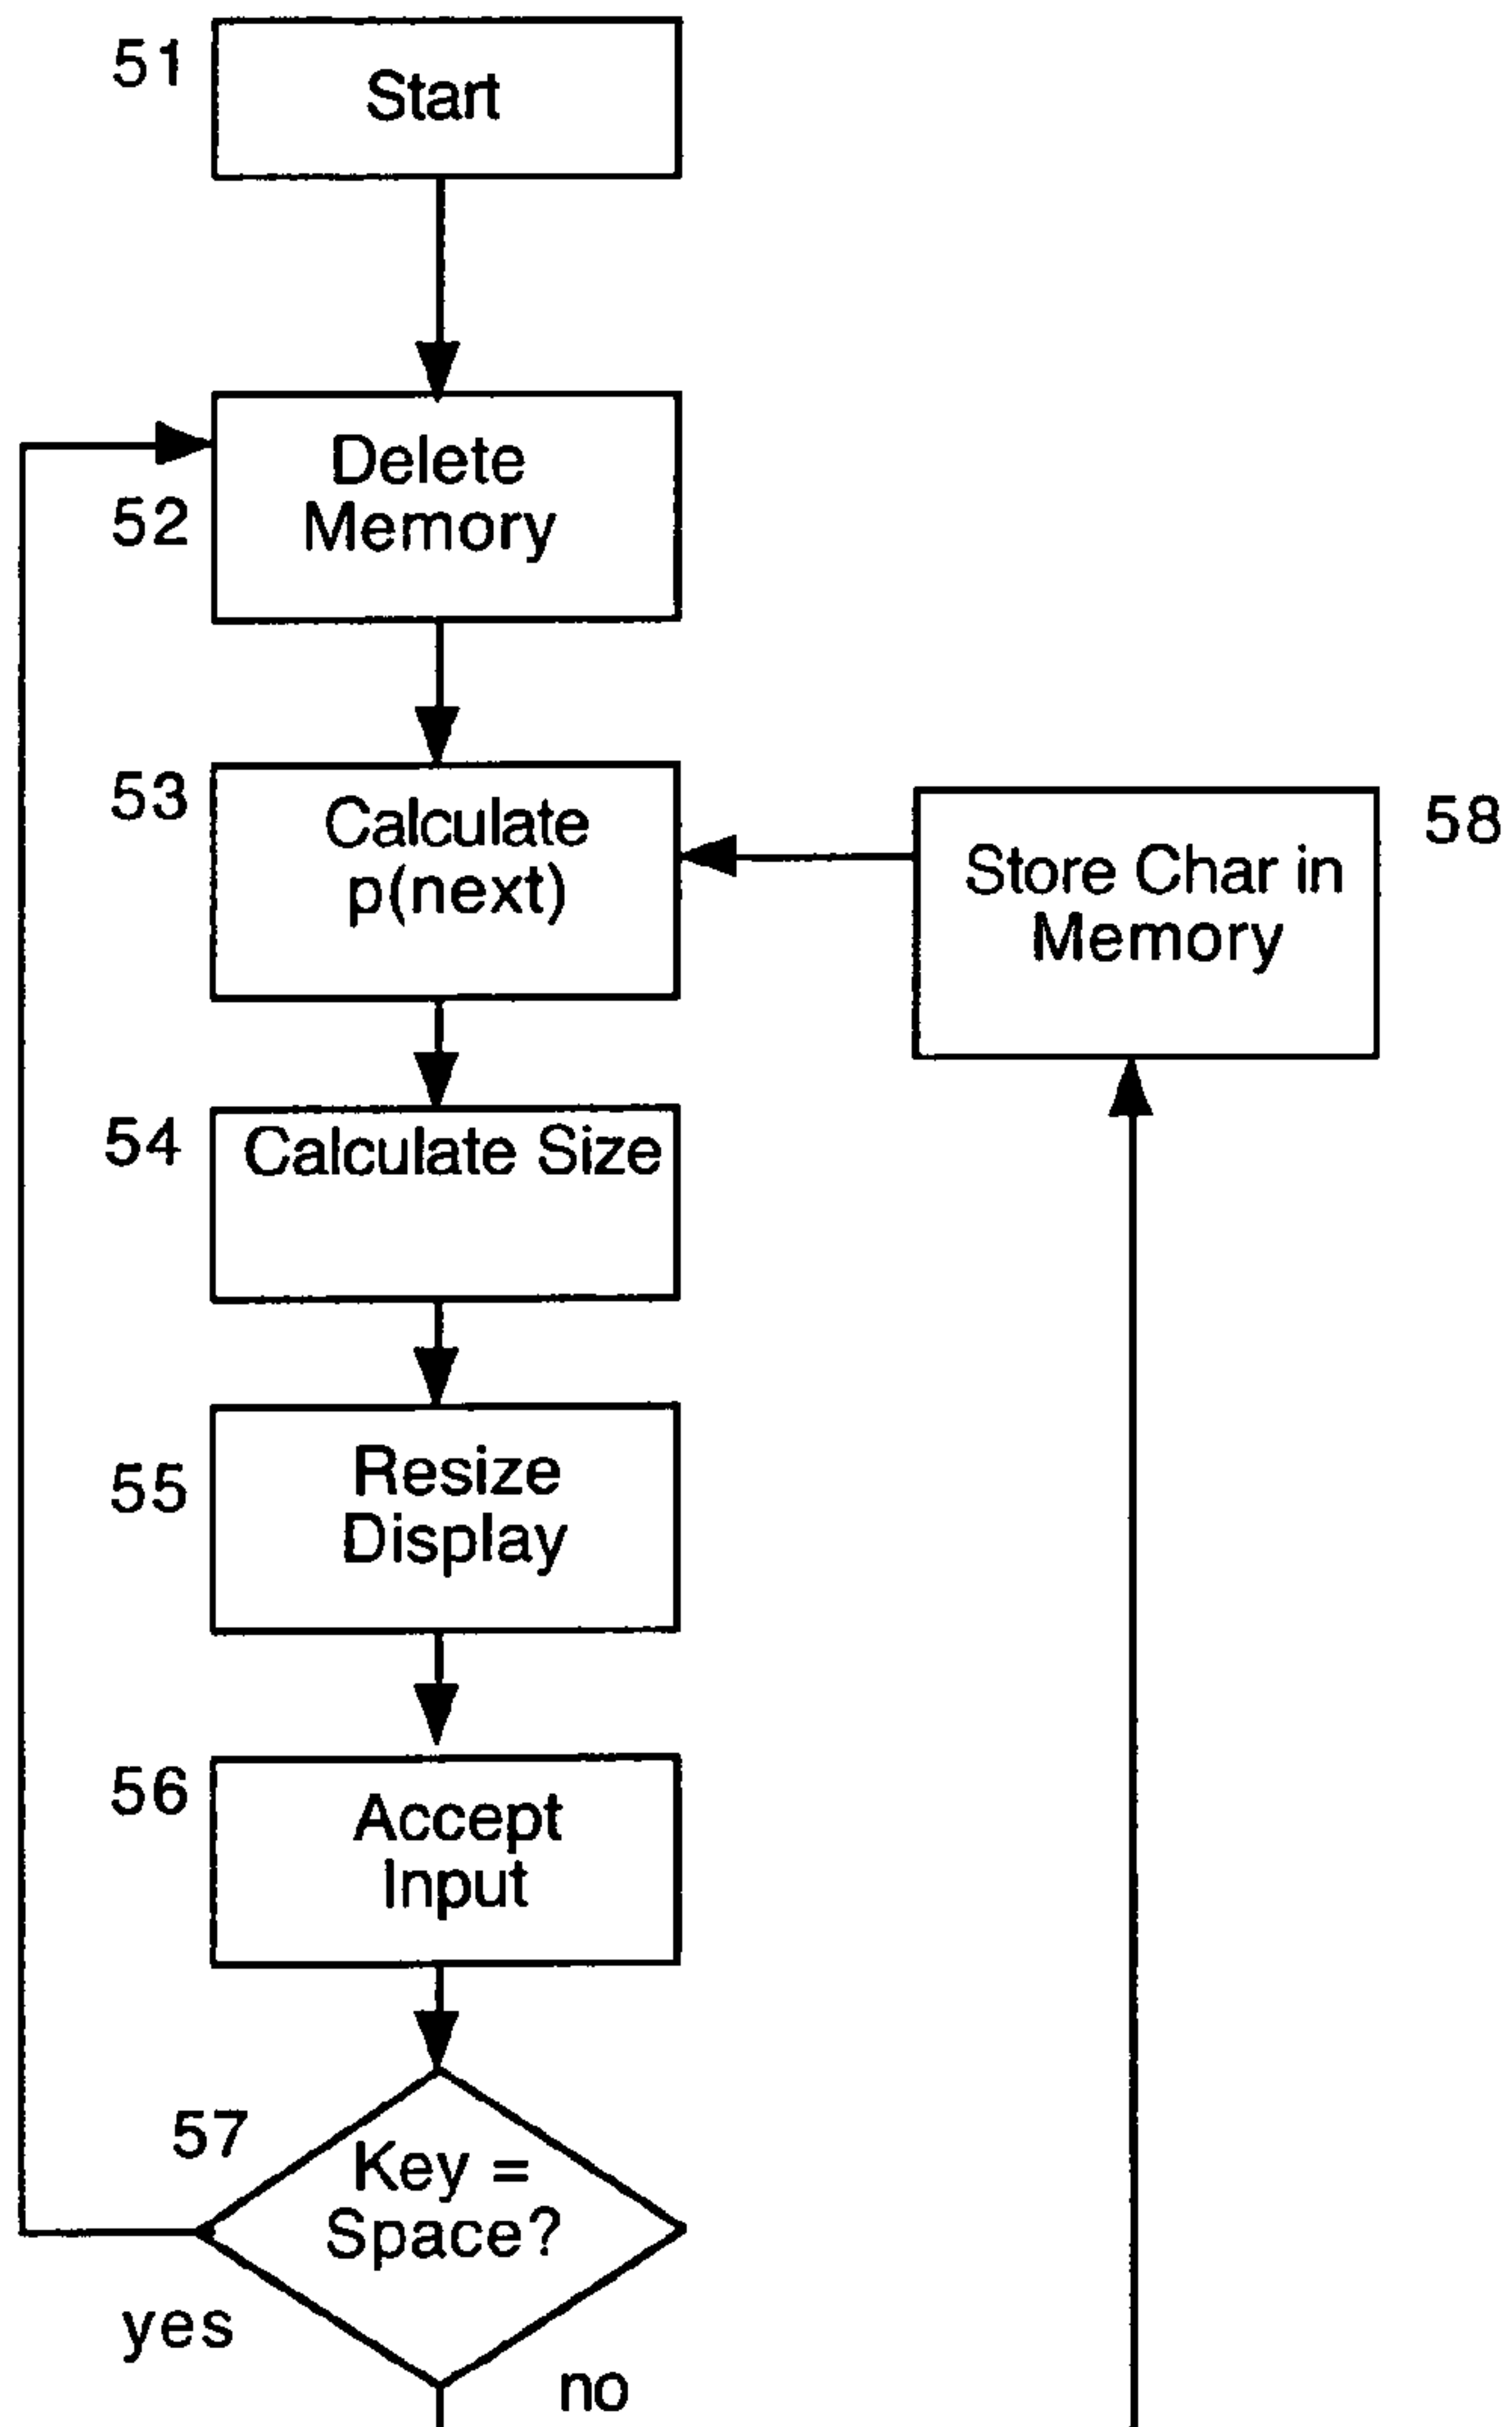 51
Start
52
Delete
Memory
53
Calculate
p(next)
58
Store Char in
Memory
54
Calculate Size
55
Resize
Display
56
Accept
Input
57
Key =
Space?
yes
no